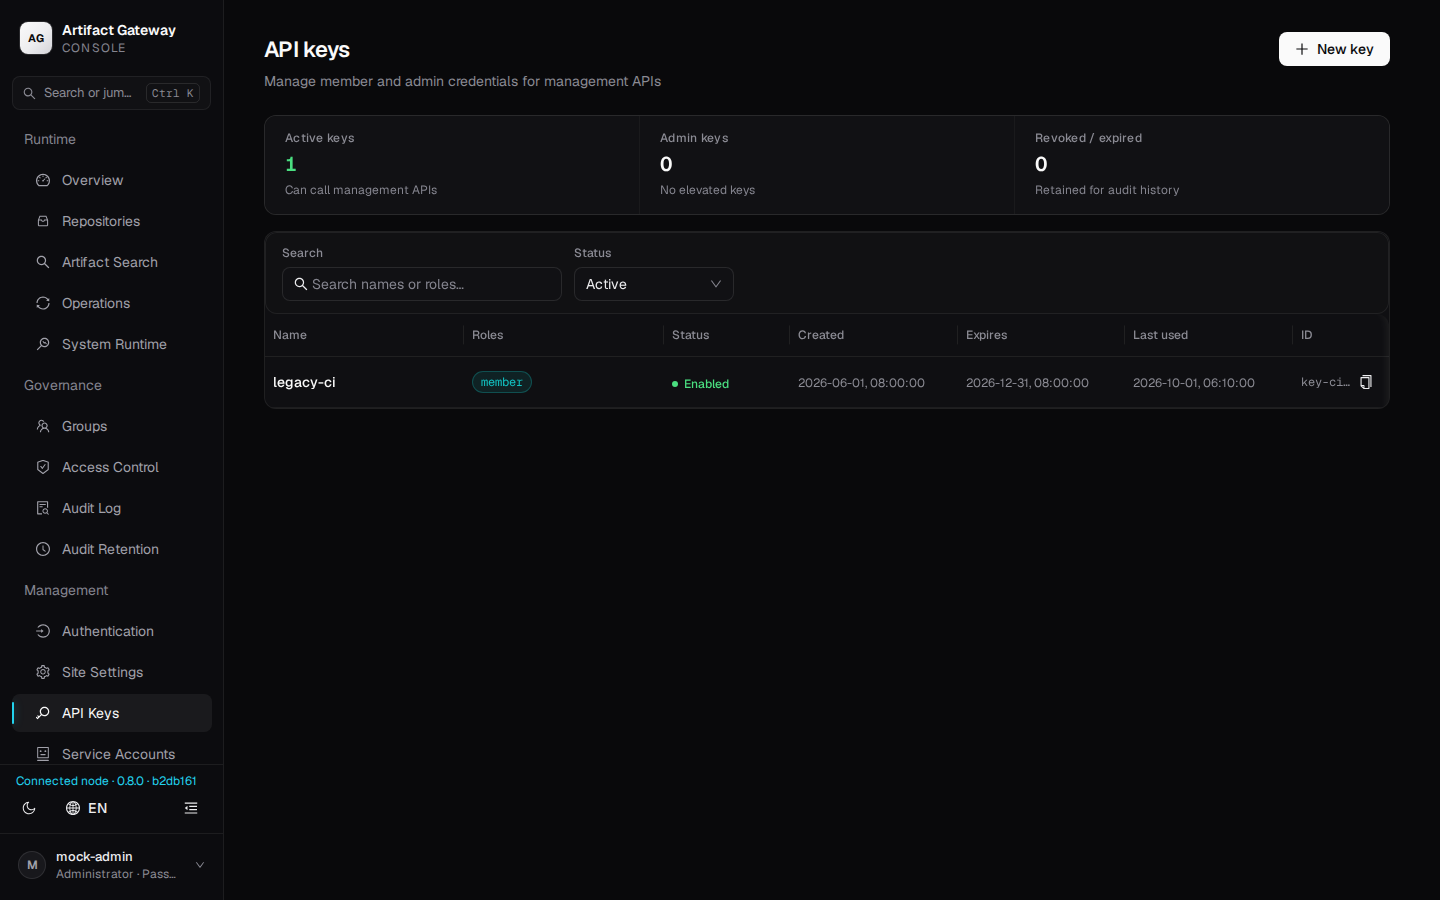 AG
Artifact Gateway
CONSOLE
Search or jum... Ctrl K
Runtime
Overview
Repositories
Artifact Search
Operations
System Runtime
Governance
Groups
Access Control
Audit Log
Audit Retention
Management
Authentication
Site Settings
API Keys
Service Accounts
Connected node · 0.8.0 · b2db161
EN
M
mock-admin
Administrator · Pass...
API keys
Manage member and admin credentials for management APIs
New key
Active keys
1
Can call management APIs
Admin keys
0
No elevated keys
Revoked / expired
0
Retained for audit history
Search
Search names or roles...
Status
Active
Name Roles Status Created Expires Last used ID
legacy-ci member Enabled 2026-06-01, 08:00:00 2026-12-31, 08:00:00 2026-10-01, 06:10:00 key-ci...